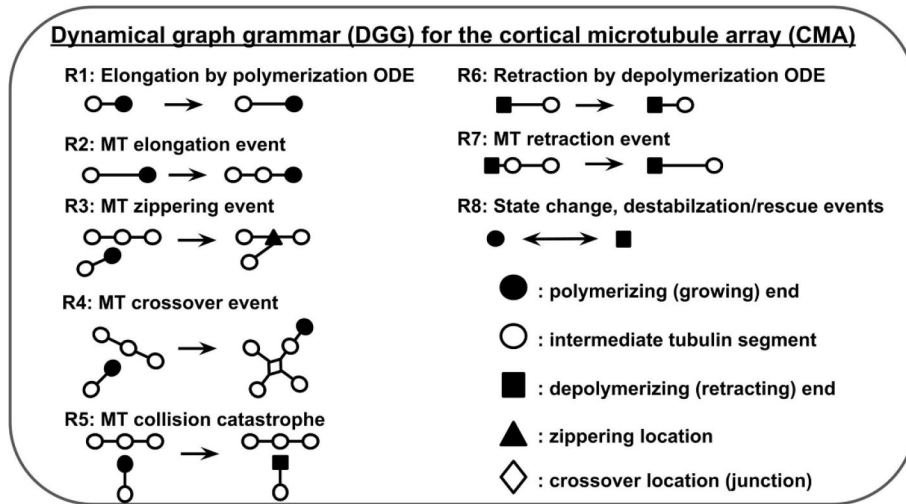 Dynamical graph grammar (DGG) for the cortical microtubule array (CMA)
R1: Elongation by polymerization ODE
R2: MT elongation event
R3: MT zippering event
R4: MT crossover event
R5: MT collision catastrophe
R6: Retraction by depolymerization ODE
R7: MT retraction event
R8: State change, destabilzation/rescue events
: polymerizing (growing) end
: intermediate tubulin segment
: depolymerizing (retracting) end
: zippering location
: crossover location (junction)